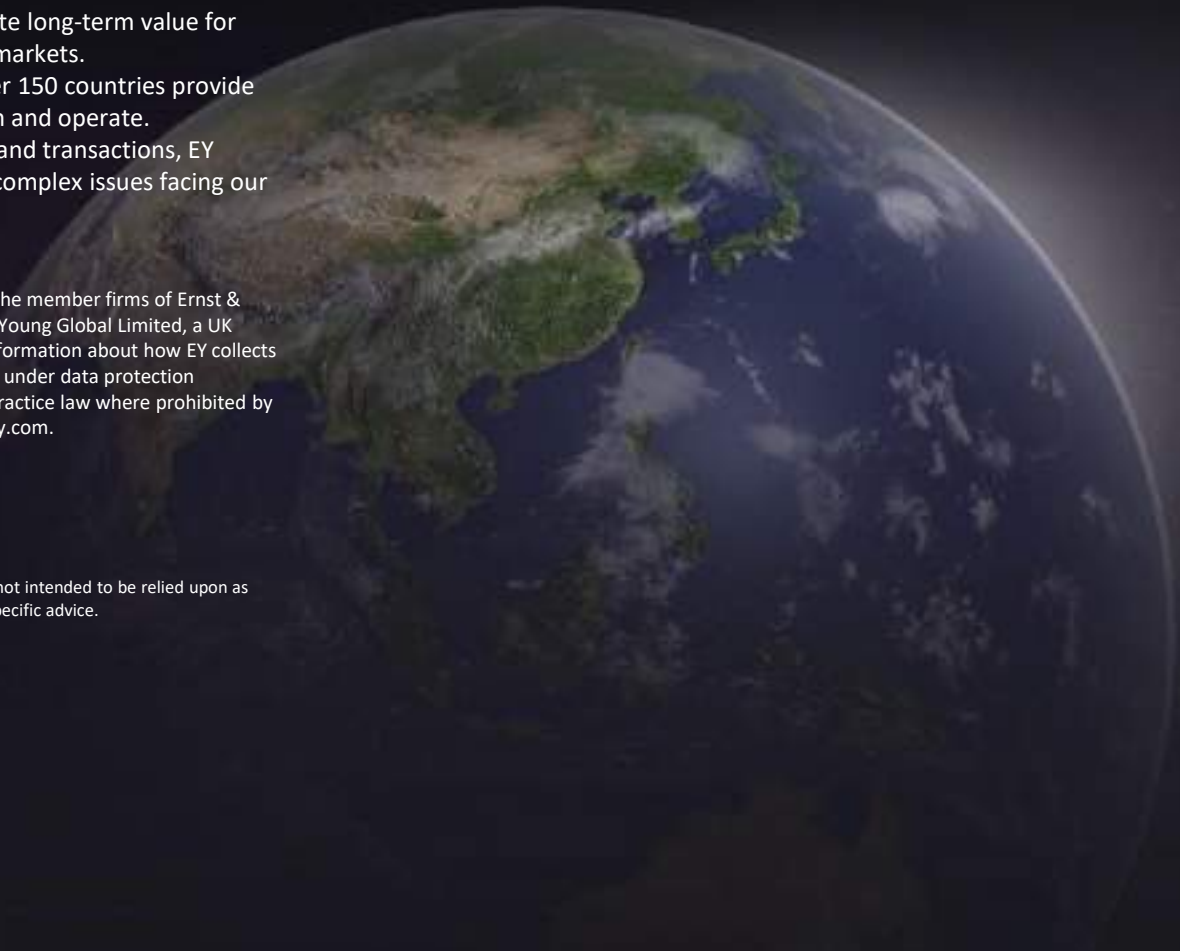 te long-term value for
markets.
er 150 countries provide
n and operate.
and transactions, EY
complex issues facing our
he member firms of Ernst &
Young Global Limited, a UK
formation about how EY collects
under data protection
ractice law where prohibited by
y.com.
not intended to be relied upon as
pecific advice.